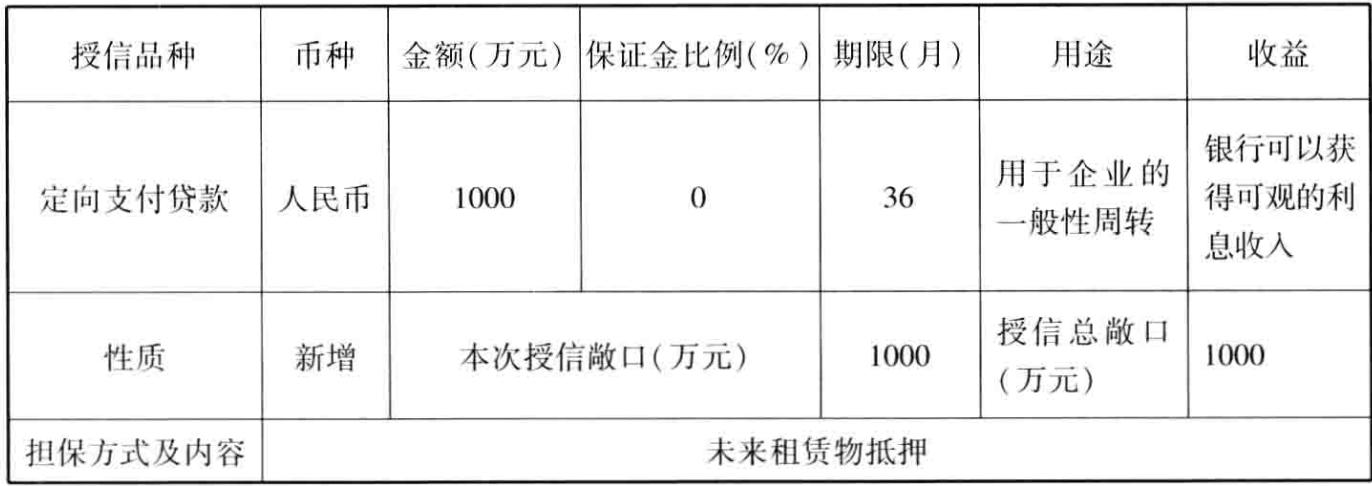 授信品种 币种 金额(万元) 保证金比例(%) 期限(月) 用途 收益
定向支付贷款 人民币 1000 0 36 用于企业的
一般性周转 银行可以获
得可观的利
息收入
性质 新增 本次授信敞口(万元) 1000 授信总敞口
(万元) 1000
担保方式及内容 未来租赁物抵押